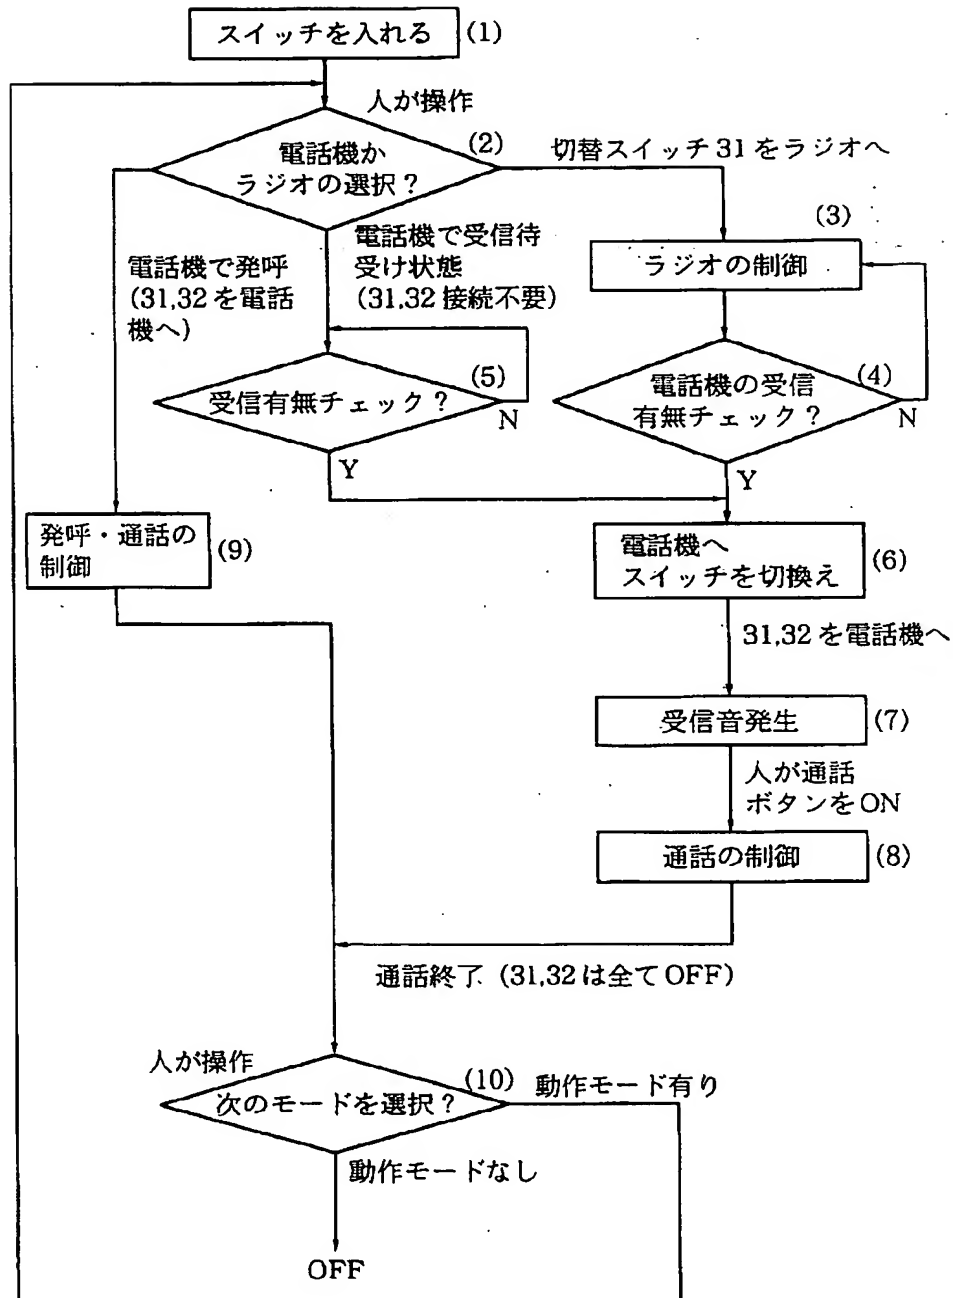 スイッチを入れる
(1)
人が操作
(2)
電話機か
ラジオの選択?
切替スイッチ31をラジオへ
(3)
ラジオの制御
電話機で発呼
(31,32を電話
機へ)
電話機で受信待
受け状態
(31,32接続不要)
(5)
受信有無チェック?
N
Y
(4)
電話機の受信
有無チェック?
N
Y
発呼・通話の
制御
(9)
電話機へ
スイッチを切換え
(6)
31,32を電話機へ
受信音発生
(7)
人が通話
ボタンをON
通話の制御
(8)
通話終了(31,32は全てOFF)
人が操作
(10)
次のモードを選択?
動作モード有り
動作モードなし
OFF